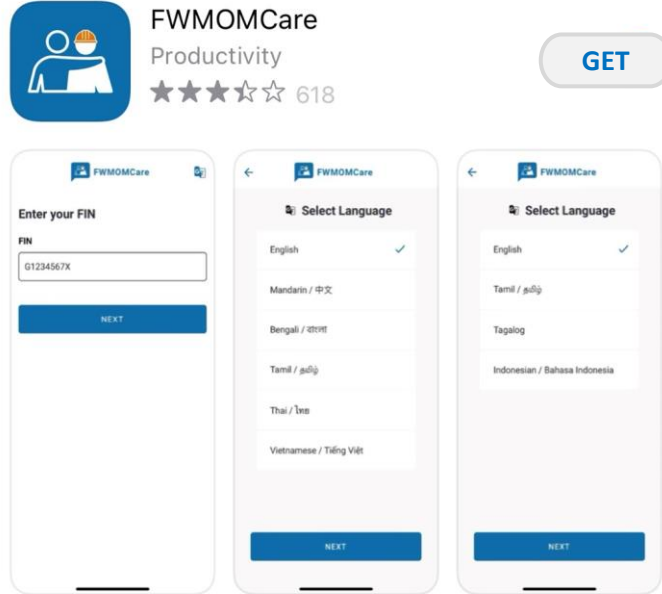 FWMOMCare
Productivity
618
GET
FWMOMCare
Enter your FIN
FIN
G1234567X
NEXT
FWMOMCare
Select Language
English
Mandarin / 中文
Bengali / বাংলা
Tamil / தமிழ்
Thai / ไทย
Vietnamese / Tiếng Việt
NEXT
FWMOMCare
Select Language
English
Tamil / தமிழ்
Tagalog
Indonesian / Bahasa Indonesia
NEXT